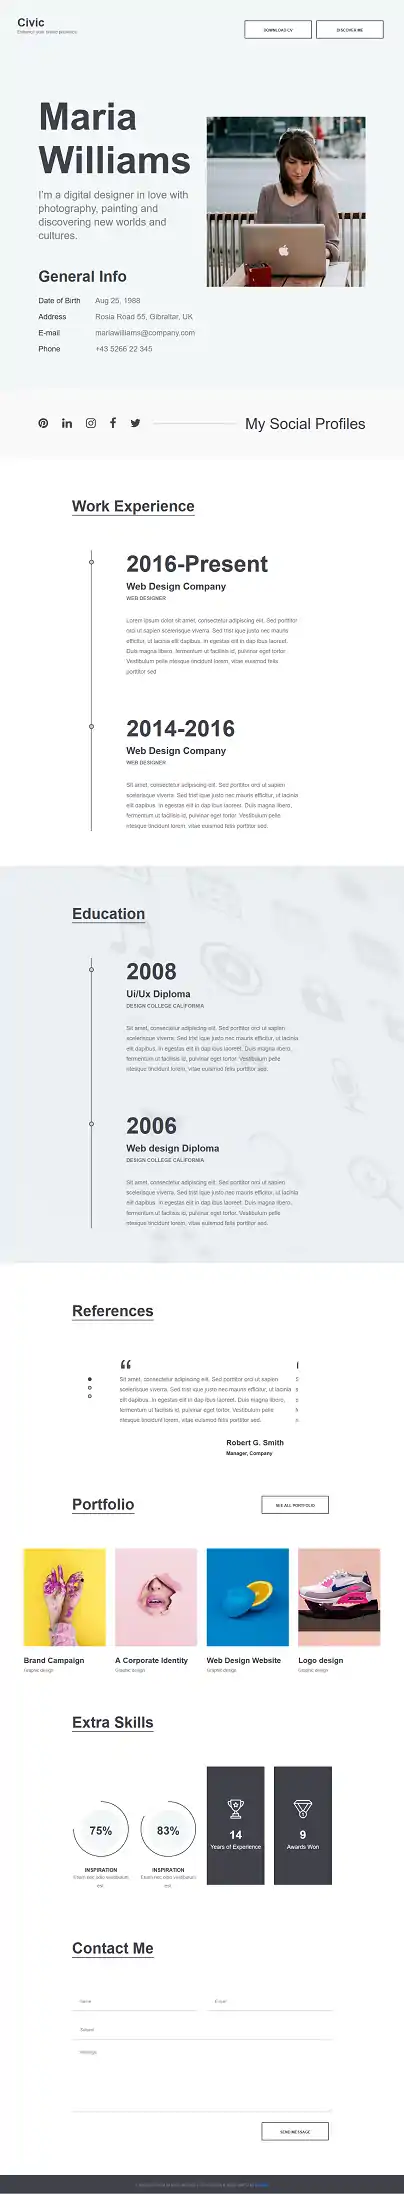 Civic
Enhance your brand presence
DOWNLOAD CV
DISCOVER ME
Maria
Williams
I'm a digital designer in love with
photography, painting and
discovering new worlds and
cultures.
General Info
Date of Birth Aug 25, 1988
Address Rosia Road 55, Gibraltar, UK
E-mail mariawilliams@company.com
Phone +43 5266 22 345
My Social Profiles
Work Experience
2016-Present
Web Design Company
WEB DESIGNER
Lorem ipsum dolor sit amet, consectetur adipiscing elit. Sed porttitor
orci ut sapien scelerisque viverra. Sed trist ique justo nec mauris
efficitur, ut lacinia elit dapibus. In egestas elit in dap ibus laoreet.
Duis magna libero, fermentum ut facilisis id, pulvinar eget tortor.
Vestibulum pelle ntesque tincidunt lorem, vitae euismod felis
porttitor sed
2014-2016
Web Design Company
WEB DESIGNER
Sit amet, consectetur adipiscing elit. Sed porttitor orci ut sapien
scelerisque viverra. Sed trist ique justo nec mauris efficitur, ut lacinia
elit dapibus. In egestas elit in dap ibus laoreet. Duis magna libero,
fermentum ut facilisis id, pulvinar eget tortor. Vestibulum pelle
ntesque tincidunt lorem, vitae euismod felis porttitor sed.
Education
2008
Ui/Ux Diploma
DESIGN COLLEGE CALIFORNIA
Sit amet, consectetur adipiscing elit. Sed porttitor orci ut sapien
scelerisque viverra. Sed trist ique justo nec mauris efficitur, ut lacinia
elit dapibus. In egestas elit in dap ibus laoreet. Duis magna libero,
fermentum ut facilisis id, pulvinar eget tortor. Vestibulum pelle
ntesque tincidunt lorem, vitae euismod felis porttitor sed.
2006
Web design Diploma
DESIGN COLLEGE CALIFORNIA
Sit amet, consectetur adipiscing elit. Sed porttitor orci ut sapien
scelerisque viverra. Sed trist ique justo nec mauris efficitur, ut lacinia
elit dapibus. In egestas elit in dap ibus laoreet. Duis magna libero,
fermentum ut facilisis id, pulvinar eget tortor. Vestibulum pelle
ntesque tincidunt lorem, vitae euismod felis porttitor sed.
References
“
Sit amet, consectetur adipiscing elit. Sed porttitor orci ut sapien
scelerisque viverra. Sed trist ique justo nec mauris efficitur, ut lacinia
elit dapibus. In egestas elit in dap ibus laoreet. Duis magna libero,
fermentum ut facilisis id, pulvinar eget tortor. Vestibulum pelle
ntesque tincidunt lorem, vitae euismod felis porttitor sed.
Robert G. Smith
Manager, Company
Portfolio
SEE ALL PORTFOLIO
Brand Campaign
Graphic design
A Corporate Identity
Graphic design
Web Design Website
Graphic design
Logo design
Graphic design
Extra Skills
75%
INSPIRATION
Etiam nec odio vestibulum
est
83%
INSPIRATION
Etiam nec odio vestibulum
est
14
Years of Experience
9
Awards Won
Contact Me
Name
E-mail
Subject
Message
SEND MESSAGE